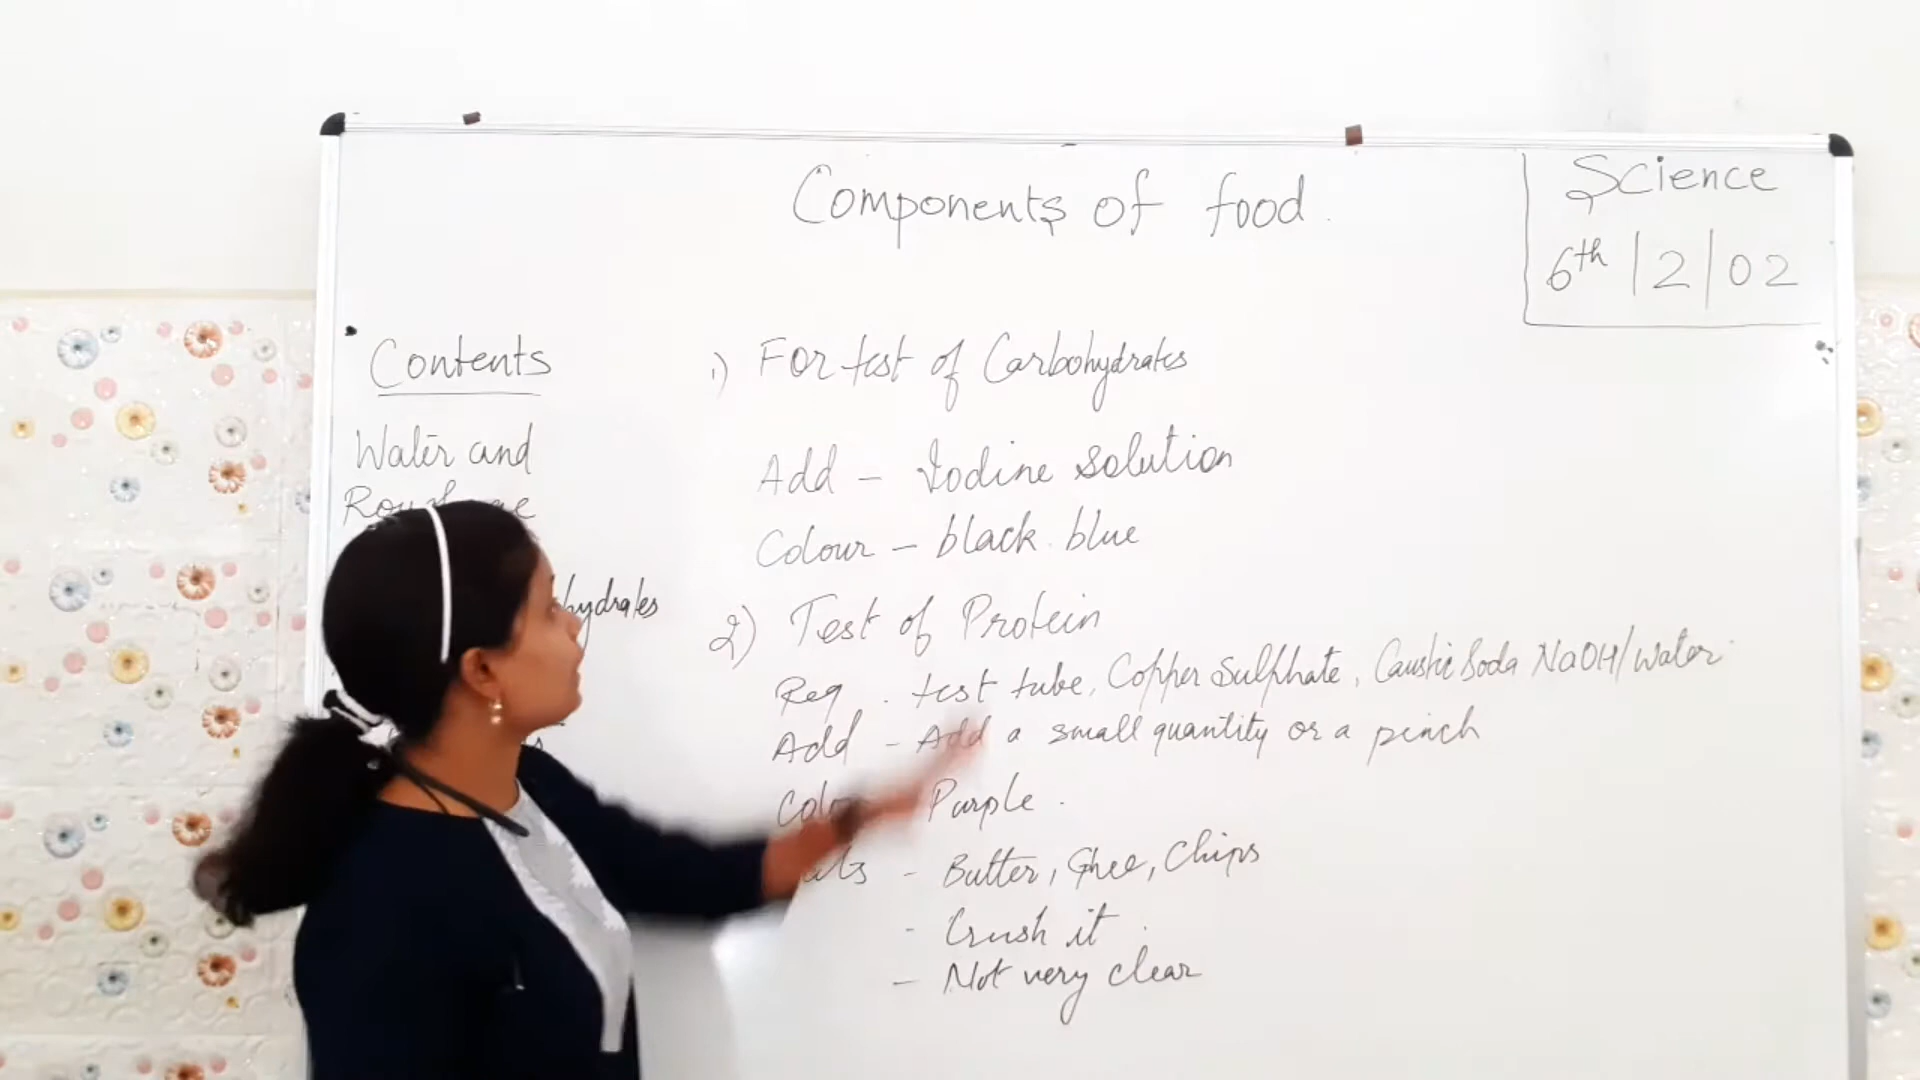 Components of food.
Science
6th / 2 / 02
Contents
Water and
1) For test of Carbohydrates
Add - Iodine solution
Colour - black. blue
2) Test of Protein
Req. test tube, Copper Sulphate, Caustic Soda NaOH/Water
Add - Add a small quantity or a pinch
Purple.
- Butter, Ghee, Chips
- Crush it.
- Not very clear